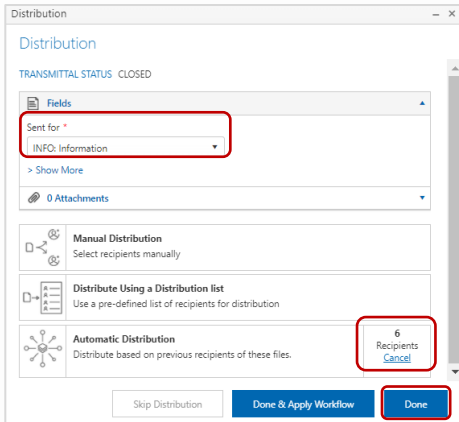 Distribution
Distribution
TRANSMITTAL STATUS CLOSED
Fields
Sent for *
INFO: Information
> Show More
0 Attachments
Manual Distribution
Select recipients manually
Distribute Using a Distribution list
Use a pre-defined list of recipients for distribution
Automatic Distribution
Distribute based on previous recipients of these files.
6
Recipients
Cancel
Skip Distribution
Done & Apply Workflow
Done